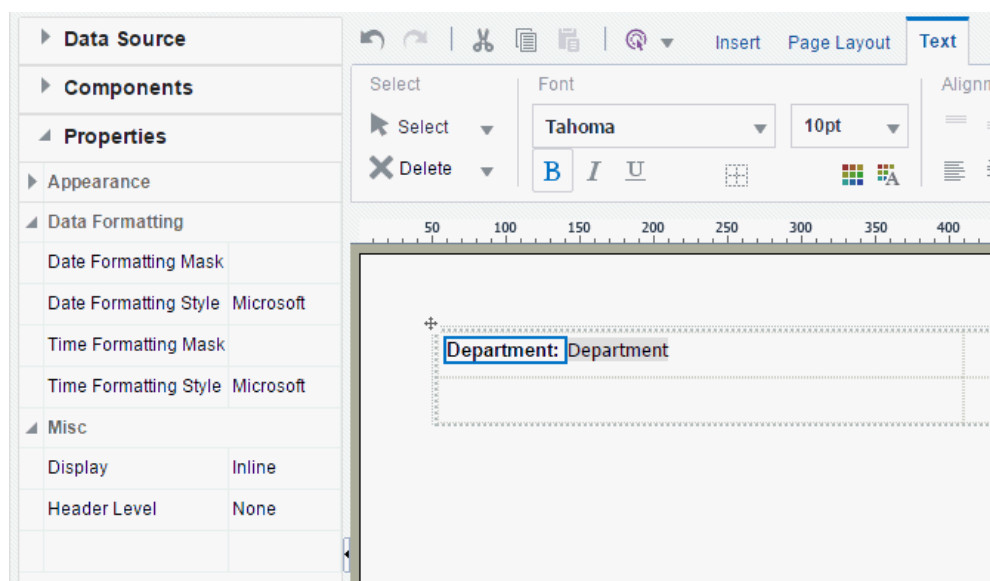 Data Source
Components
Properties
Appearance
Data Formatting
Date Formatting Mask
Date Formatting Style Microsoft
Time Formatting Mask
Time Formatting Style Microsoft
Misc
Display Inline
Header Level None
Insert Page Layout Text
Select Font Alignm
Select Tahoma 10pt
Delete B I U A
50 100 150 200 250 300 350 400
Department: Department